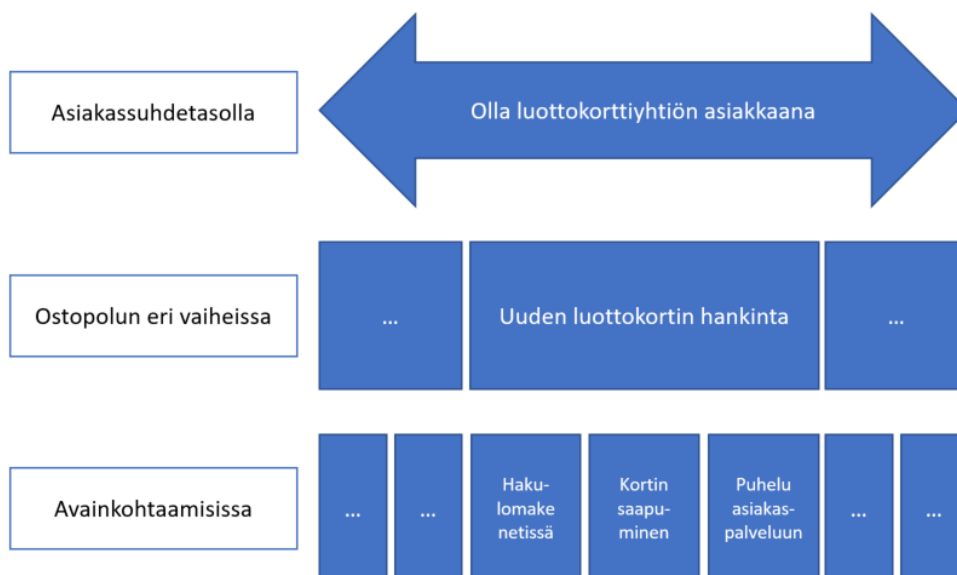 Asiakassuhdetasolla
Olla luottokorttiyhtiön asiakkaana
Ostopolun eri vaiheissa
...
Uuden luottokortin hankinta
...
Avainkohtaamisissa
...
...
Haku-
lomake
netissä
Kortin
saapu-
minen
Puhelu
asiakas-
palveluun
...
...